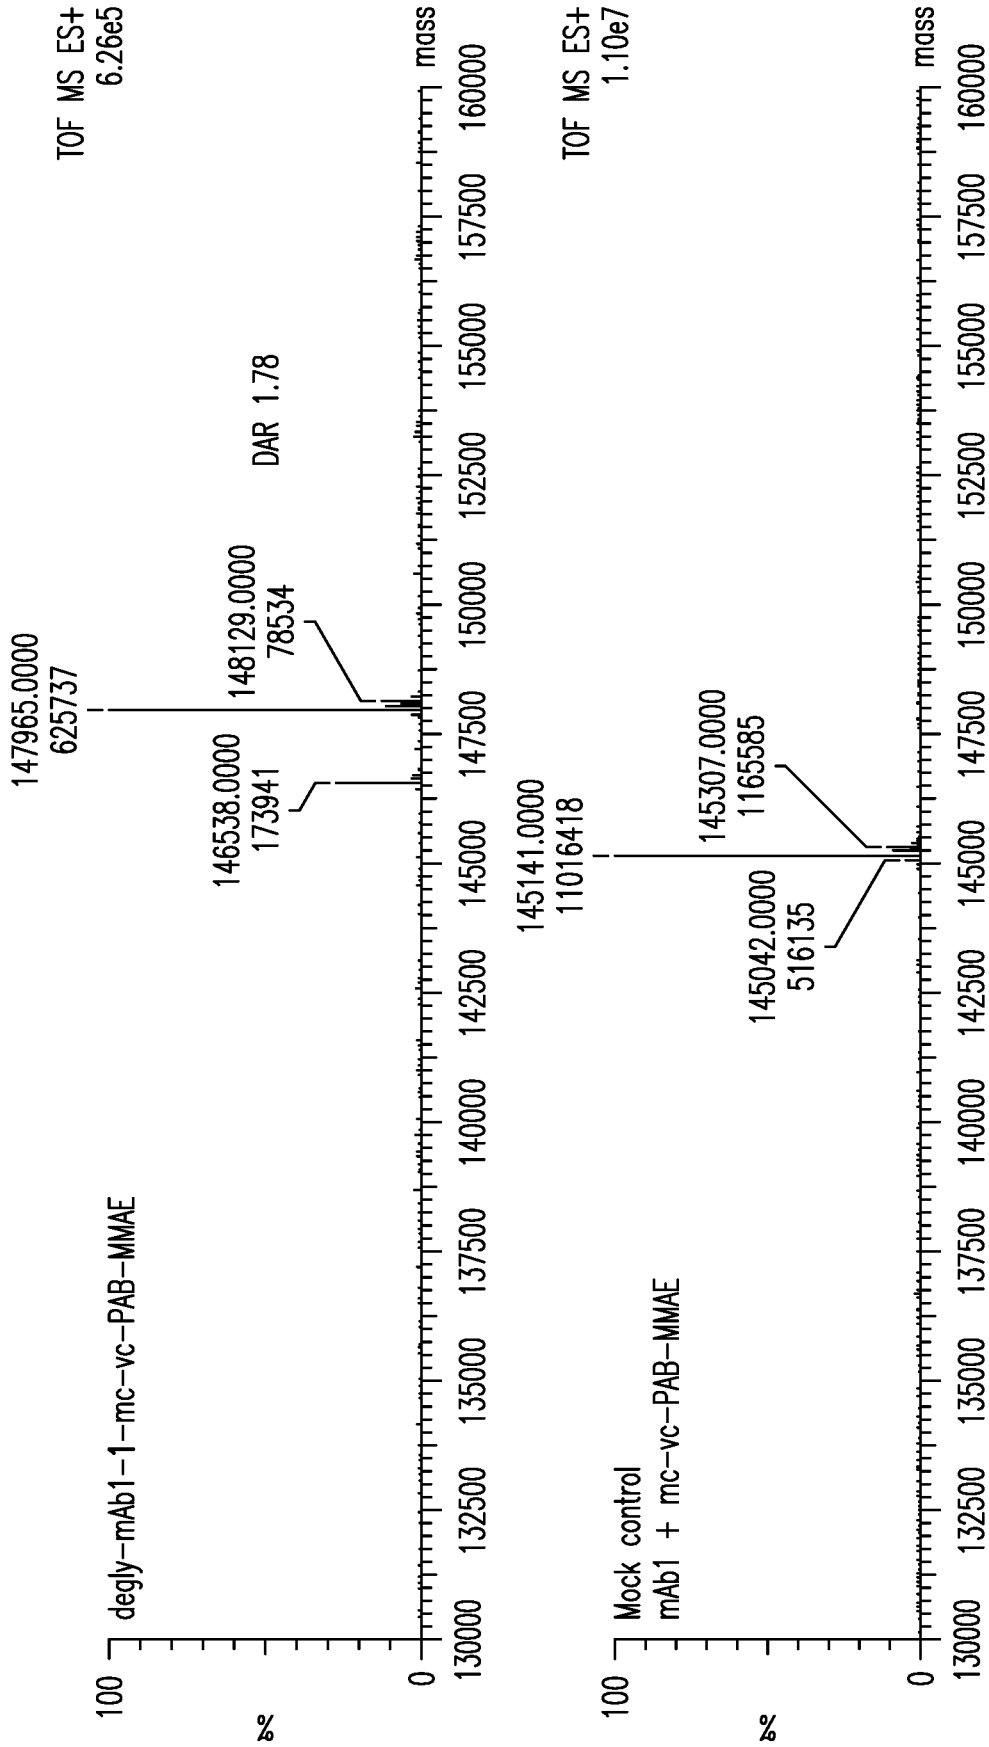 degly-mAb1-1-mc-vc-PAB-MMAE
TOF MS ES+
6.26e5
147965.0000
625737
146538.0000
173941
148129.0000
78534
DAR 1.78
100
%
0
130000 132500 135000 137500 140000 142500 145000 147500 150000 152500 155000 157500 160000
mass
Mock control
mAb1 + mc-vc-PAB-MMAE
TOF MS ES+
1.10e7
145141.0000
11016418
145042.0000
516135
145307.0000
1165585
100
%
0
130000 132500 135000 137500 140000 142500 145000 147500 150000 152500 155000 157500 160000
mass